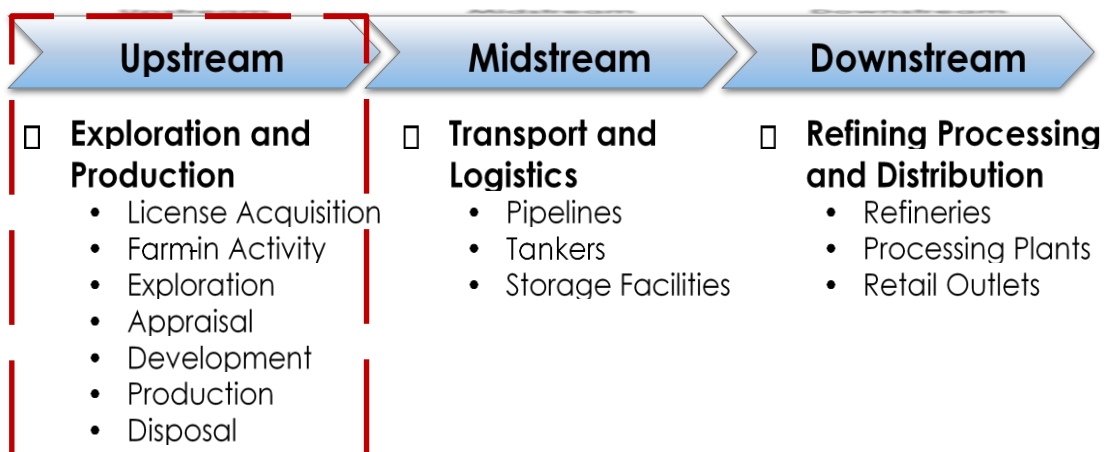 Upstream Midstream Downstream
Exploration and
Production
• License Acquisition
• Farm-in Activity
• Exploration
• Appraisal
• Development
• Production
• Disposal
Transport and
Logistics
• Pipelines
• Tankers
• Storage Facilities
Refining Processing
and Distribution
• Refineries
• Processing Plants
• Retail Outlets